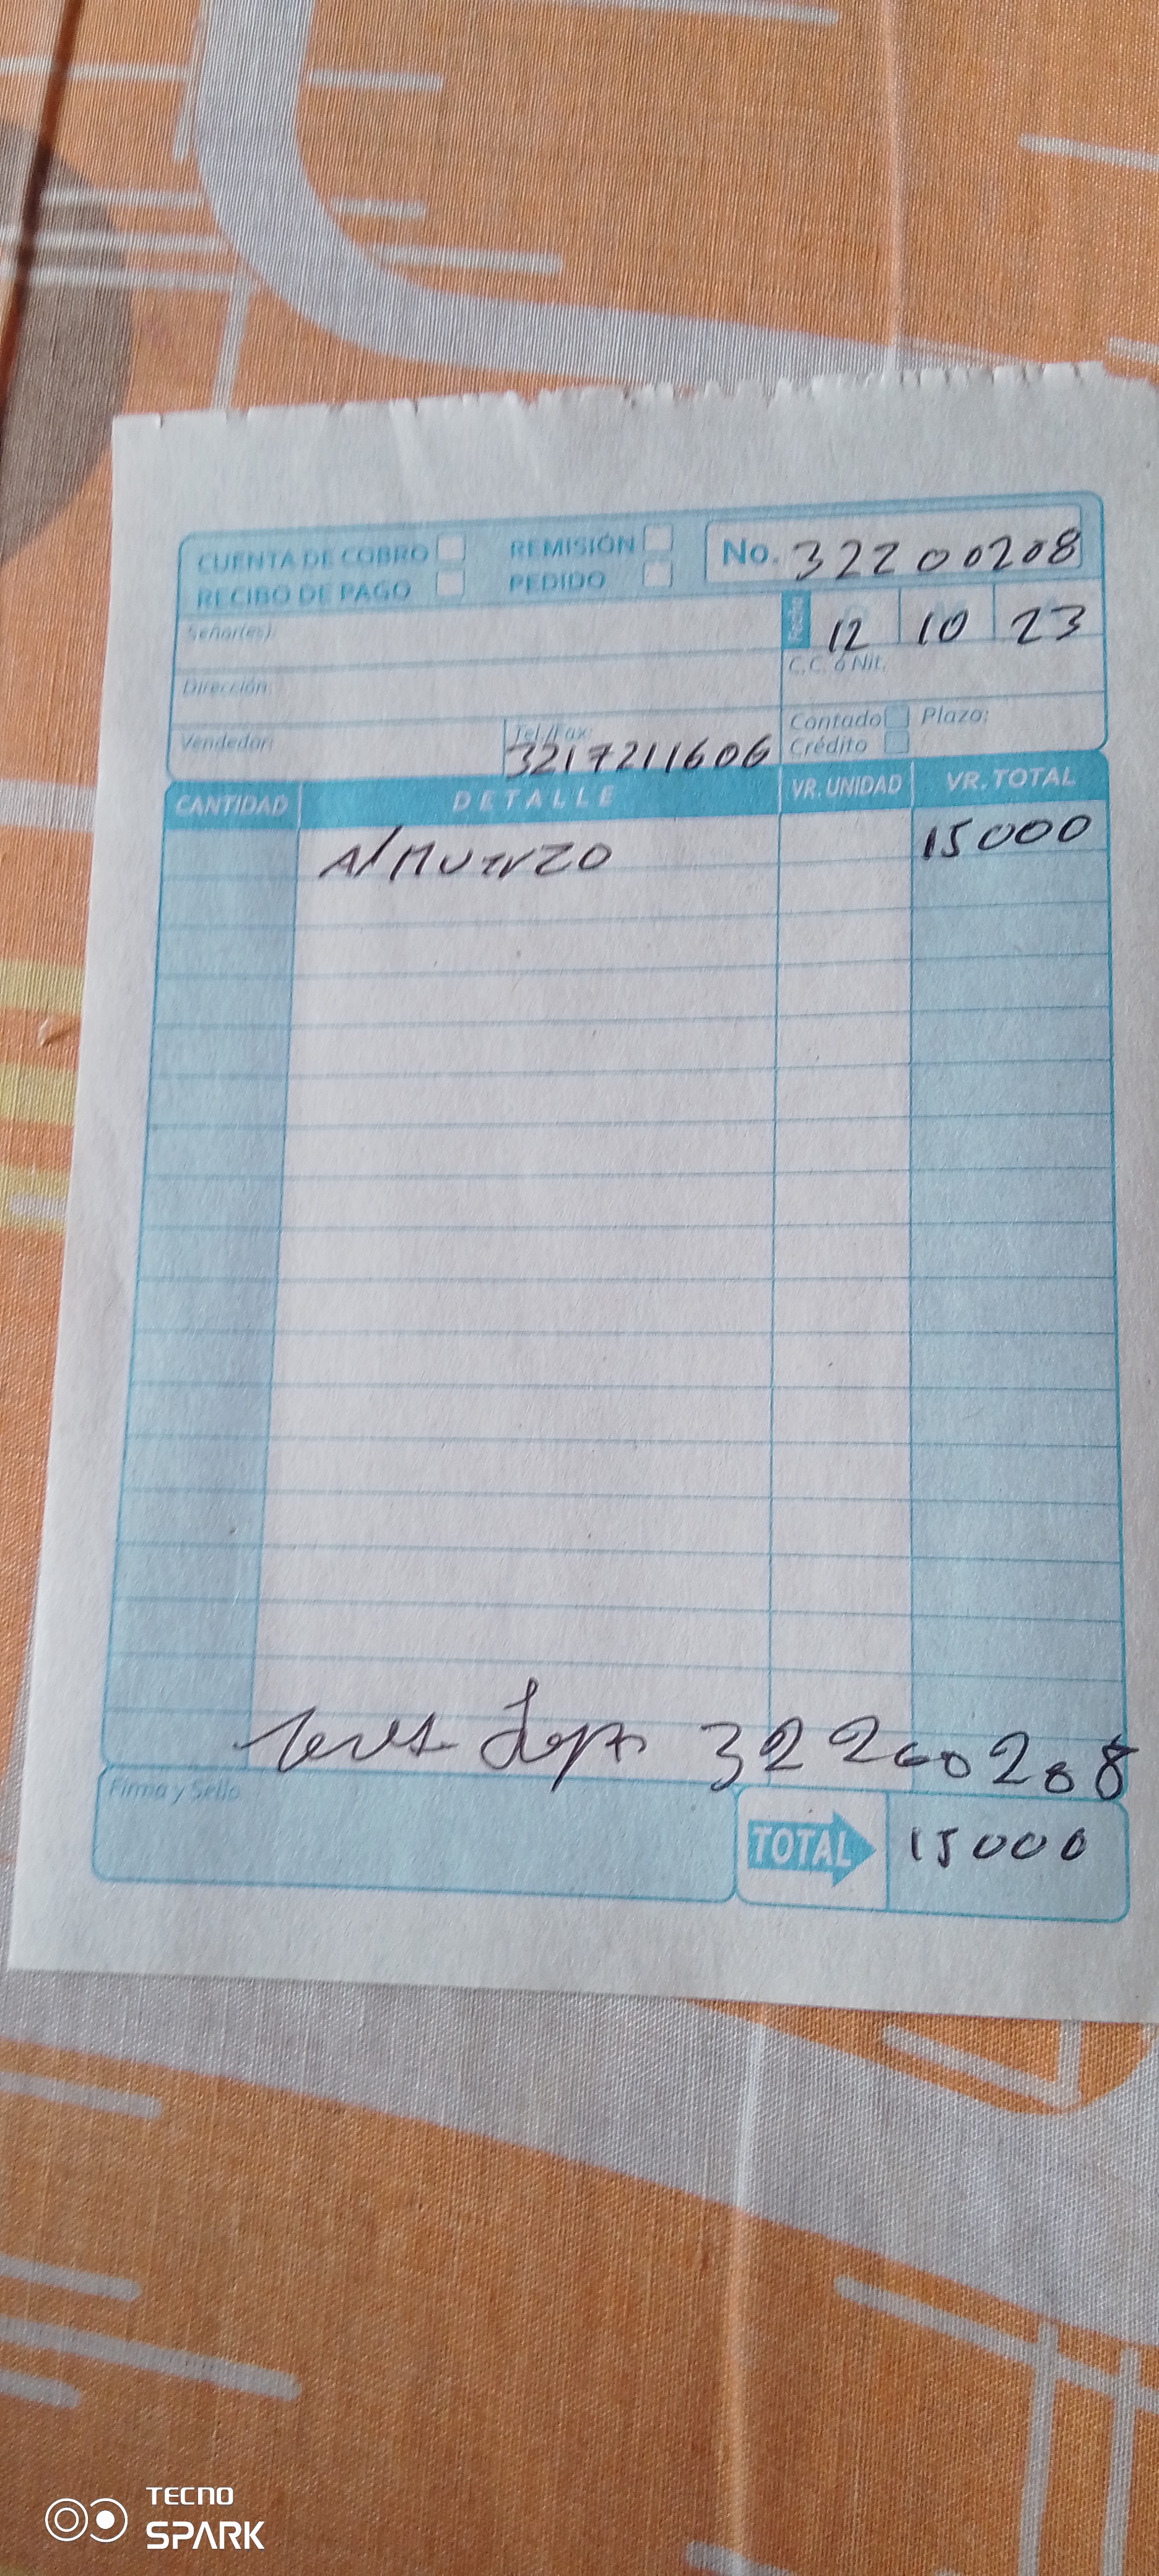 CUENTA DE COBRO REMISIÓN No. 32200208
RECIBO DE PAGO PEDIDO
Señor(es): Fecha 12 10 23
Dirección: C.C. ó Nit.
Vendedor: Tel./Fax: 3217211606 Contado Plazo:
Crédito
CANTIDAD DETALLE VR. UNIDAD VR. TOTAL
AlMUERZO 15000
32200208
Firma y Sello
TOTAL 15000
TECNO
SPARK